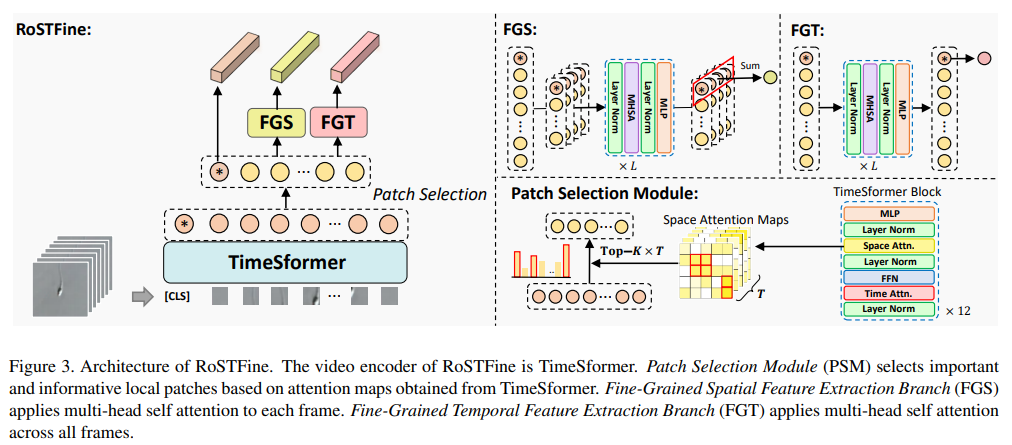 RoSTFine:
FGS
FGT
*
Patch Selection
*
TimeSformer
[CLS]
FGS:
*
Layer Norm
MHSA
Layer Norm
MLP
× L
*
Sum
FGT:
*
Layer Norm
MHSA
Layer Norm
MLP
× L
*
Patch Selection Module:
Top−K × T
Space Attention Maps
T
TimeSformer Block
MLP
Layer Norm
Space Attn.
Layer Norm
FFN
Time Attn.
Layer Norm
× 12
Figure 3. Architecture of RoSTFine. The video encoder of RoSTFine is TimeSformer. Patch Selection Module (PSM) selects important
and informative local patches based on attention maps obtained from TimeSformer. Fine-Grained Spatial Feature Extraction Branch (FGS)
applies multi-head self attention to each frame. Fine-Grained Temporal Feature Extraction Branch (FGT) applies multi-head self attention
across all frames.